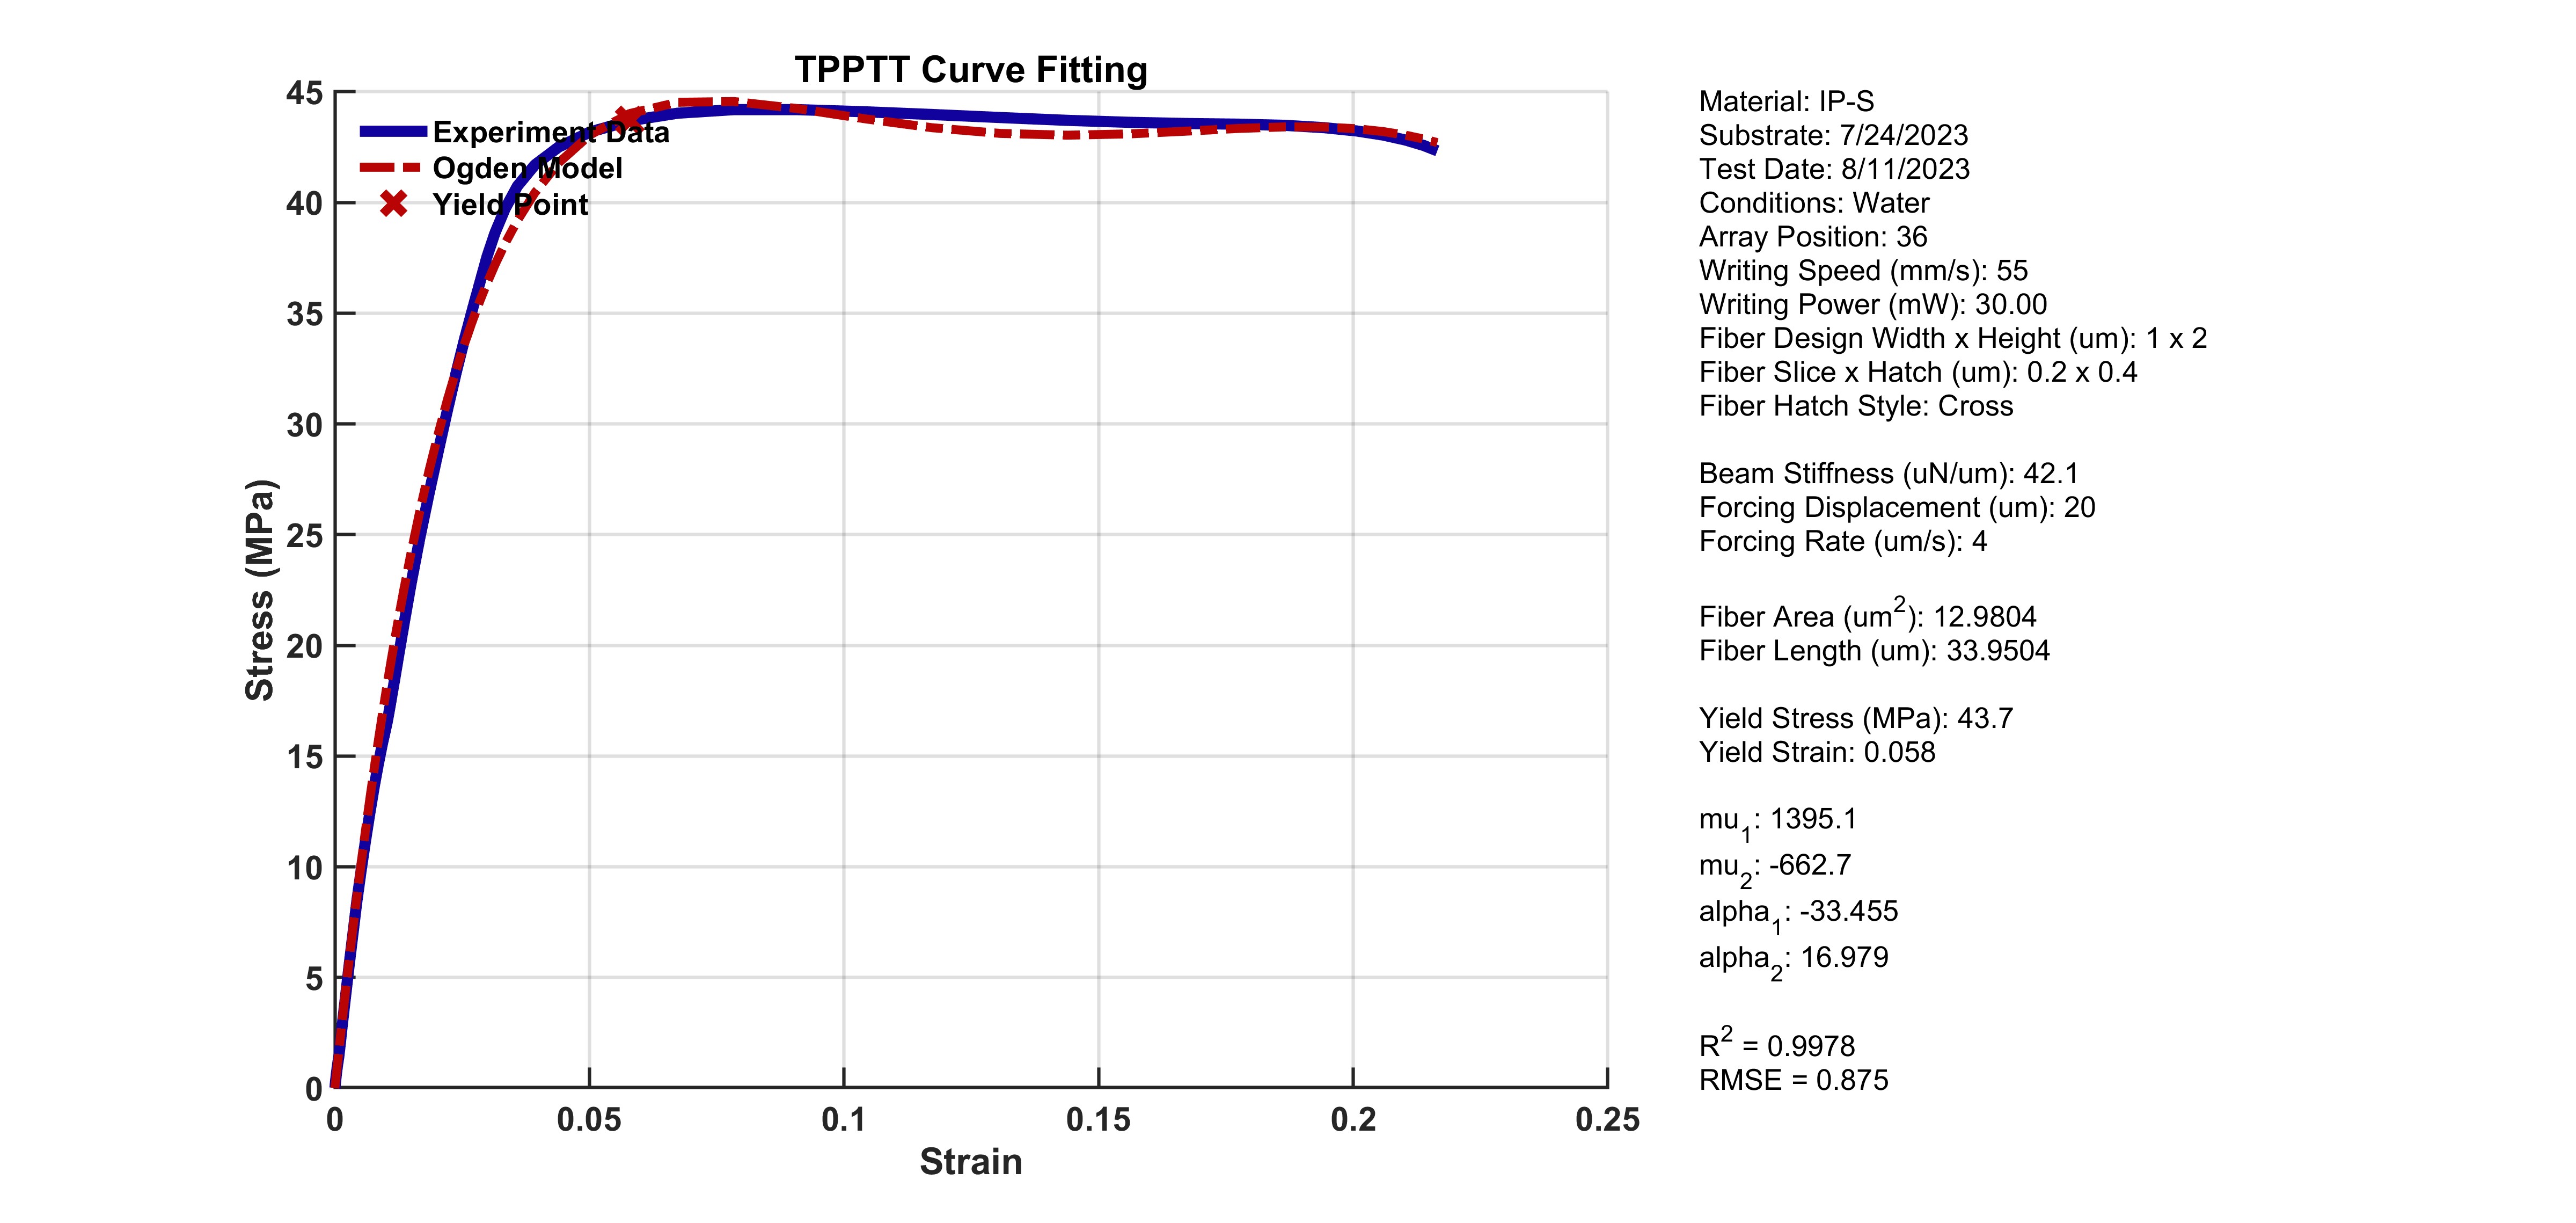 TPPTT Curve Fitting
45
40
35
30
25
20
15
10
5
0
Stress (MPa)
Experiment Data
Ogden Model
Yield Point
0
0.05
0.1
0.15
0.2
0.25
Strain
Material: IP-S
Substrate: 7/24/2023
Test Date: 8/11/2023
Conditions: Water
Array Position: 36
Writing Speed (mm/s): 55
Writing Power (mW): 30.00
Fiber Design Width x Height (um): 1 x 2
Fiber Slice x Hatch (um): 0.2 x 0.4
Fiber Hatch Style: Cross
Beam Stiffness (uN/um): 42.1
Forcing Displacement (um): 20
Forcing Rate (um/s): 4
Fiber Area (um²): 12.9804
Fiber Length (um): 33.9504
Yield Stress (MPa): 43.7
Yield Strain: 0.058
mu₁: 1395.1
mu₂: -662.7
alpha₁: -33.455
alpha₂: 16.979
R² = 0.9978
RMSE = 0.875